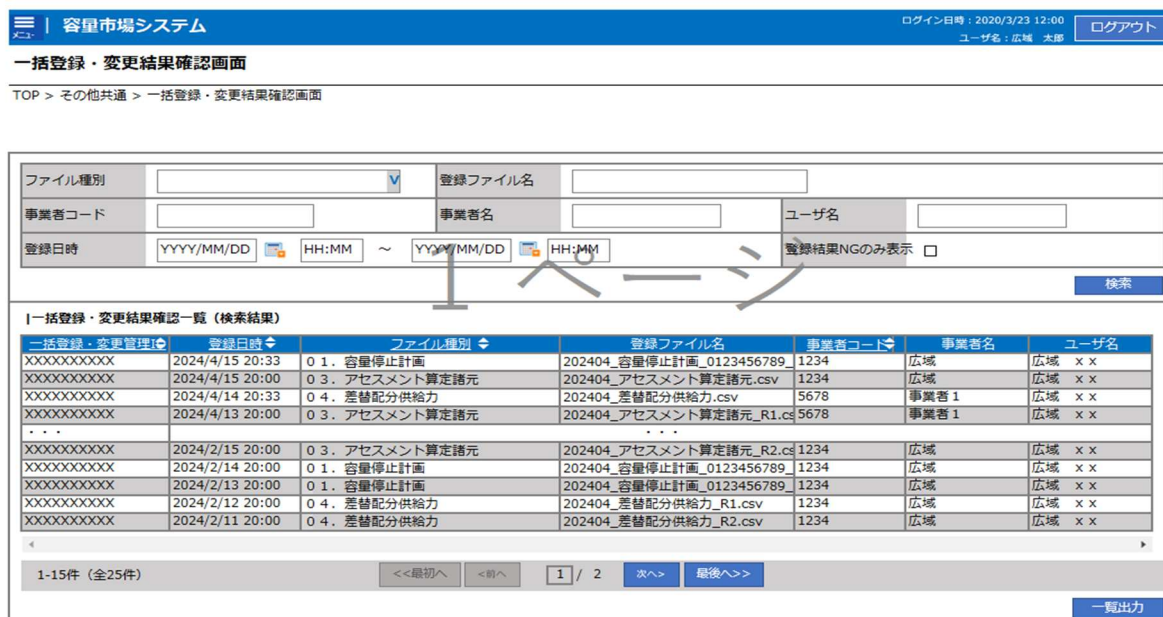 メニュー | 容量市場システム ログイン日時：2020/3/23 12:00 ログアウト
ユーザ名：広域 太郎
一括登録・変更結果確認画面
TOP > その他共通 > 一括登録・変更結果確認画面
ファイル種別 V 登録ファイル名
事業者コード 事業者名 ユーザ名
登録日時 YYYY/MM/DD HH:MM ～ YYYY/MM/DD HH:MM 登録結果NGのみ表示
1 ページ
検索
|一括登録・変更結果確認一覧（検索結果）
一括登録・変更管理I 登録日時 ファイル種別 登録ファイル名 事業者コード 事業者名 ユーザ名
XXXXXXXXXX 2024/4/15 20:33 ０１．容量停止計画 202404_容量停止計画_0123456789_ 1234 広域 広域 ｘｘ
XXXXXXXXXX 2024/4/15 20:00 ０３．アセスメント算定諸元 202404_アセスメント算定諸元.csv 1234 広域 広域 ｘｘ
XXXXXXXXXX 2024/4/14 20:33 ０４．差替配分供給力 202404_差替配分供給力.csv 5678 事業者１ 広域 ｘｘ
XXXXXXXXXX 2024/4/13 20:00 ０３．アセスメント算定諸元 202404_アセスメント算定諸元_R1.cs 5678 事業者１ 広域 ｘｘ
・・・ ・・・
XXXXXXXXXX 2024/2/15 20:00 ０３．アセスメント算定諸元 202404_アセスメント算定諸元_R2.cs 1234 広域 広域 ｘｘ
XXXXXXXXXX 2024/2/14 20:00 ０１．容量停止計画 202404_容量停止計画_0123456789_ 1234 広域 広域 ｘｘ
XXXXXXXXXX 2024/2/13 20:00 ０１．容量停止計画 202404_容量停止計画_0123456789_ 1234 広域 広域 ｘｘ
XXXXXXXXXX 2024/2/12 20:00 ０４．差替配分供給力 202404_差替配分供給力_R1.csv 1234 広域 広域 ｘｘ
XXXXXXXXXX 2024/2/11 20:00 ０４．差替配分供給力 202404_差替配分供給力_R2.csv 1234 広域 広域 ｘｘ
1-15件（全25件） <<最初へ <前へ 1 / 2 次へ> 最後へ>>
一覧出力